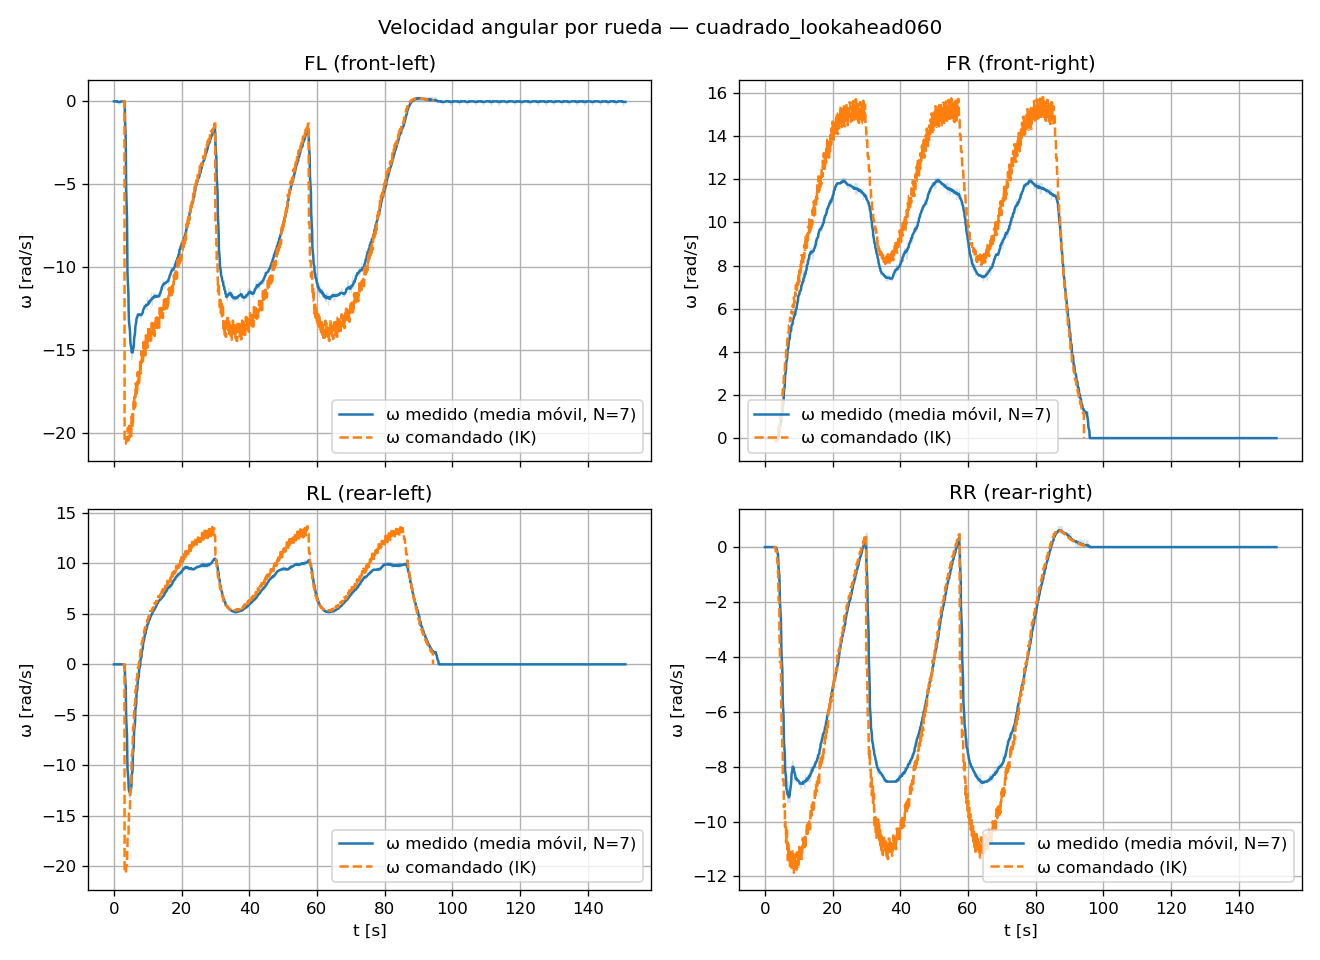 Velocidad angular por rueda — cuadrado_lookahead060
FL (front-left)
ω [rad/s]
0
−5
−10
−15
−20
ω medido (media móvil, N=7)
ω comandado (IK)
FR (front-right)
ω [rad/s]
16
14
12
10
8
6
4
2
0
ω medido (media móvil, N=7)
ω comandado (IK)
RL (rear-left)
ω [rad/s]
15
10
5
0
−5
−10
−15
−20
ω medido (media móvil, N=7)
ω comandado (IK)
0 20 40 60 80 100 120 140
t [s]
RR (rear-right)
ω [rad/s]
0
−2
−4
−6
−8
−10
−12
ω medido (media móvil, N=7)
ω comandado (IK)
0 20 40 60 80 100 120 140
t [s]